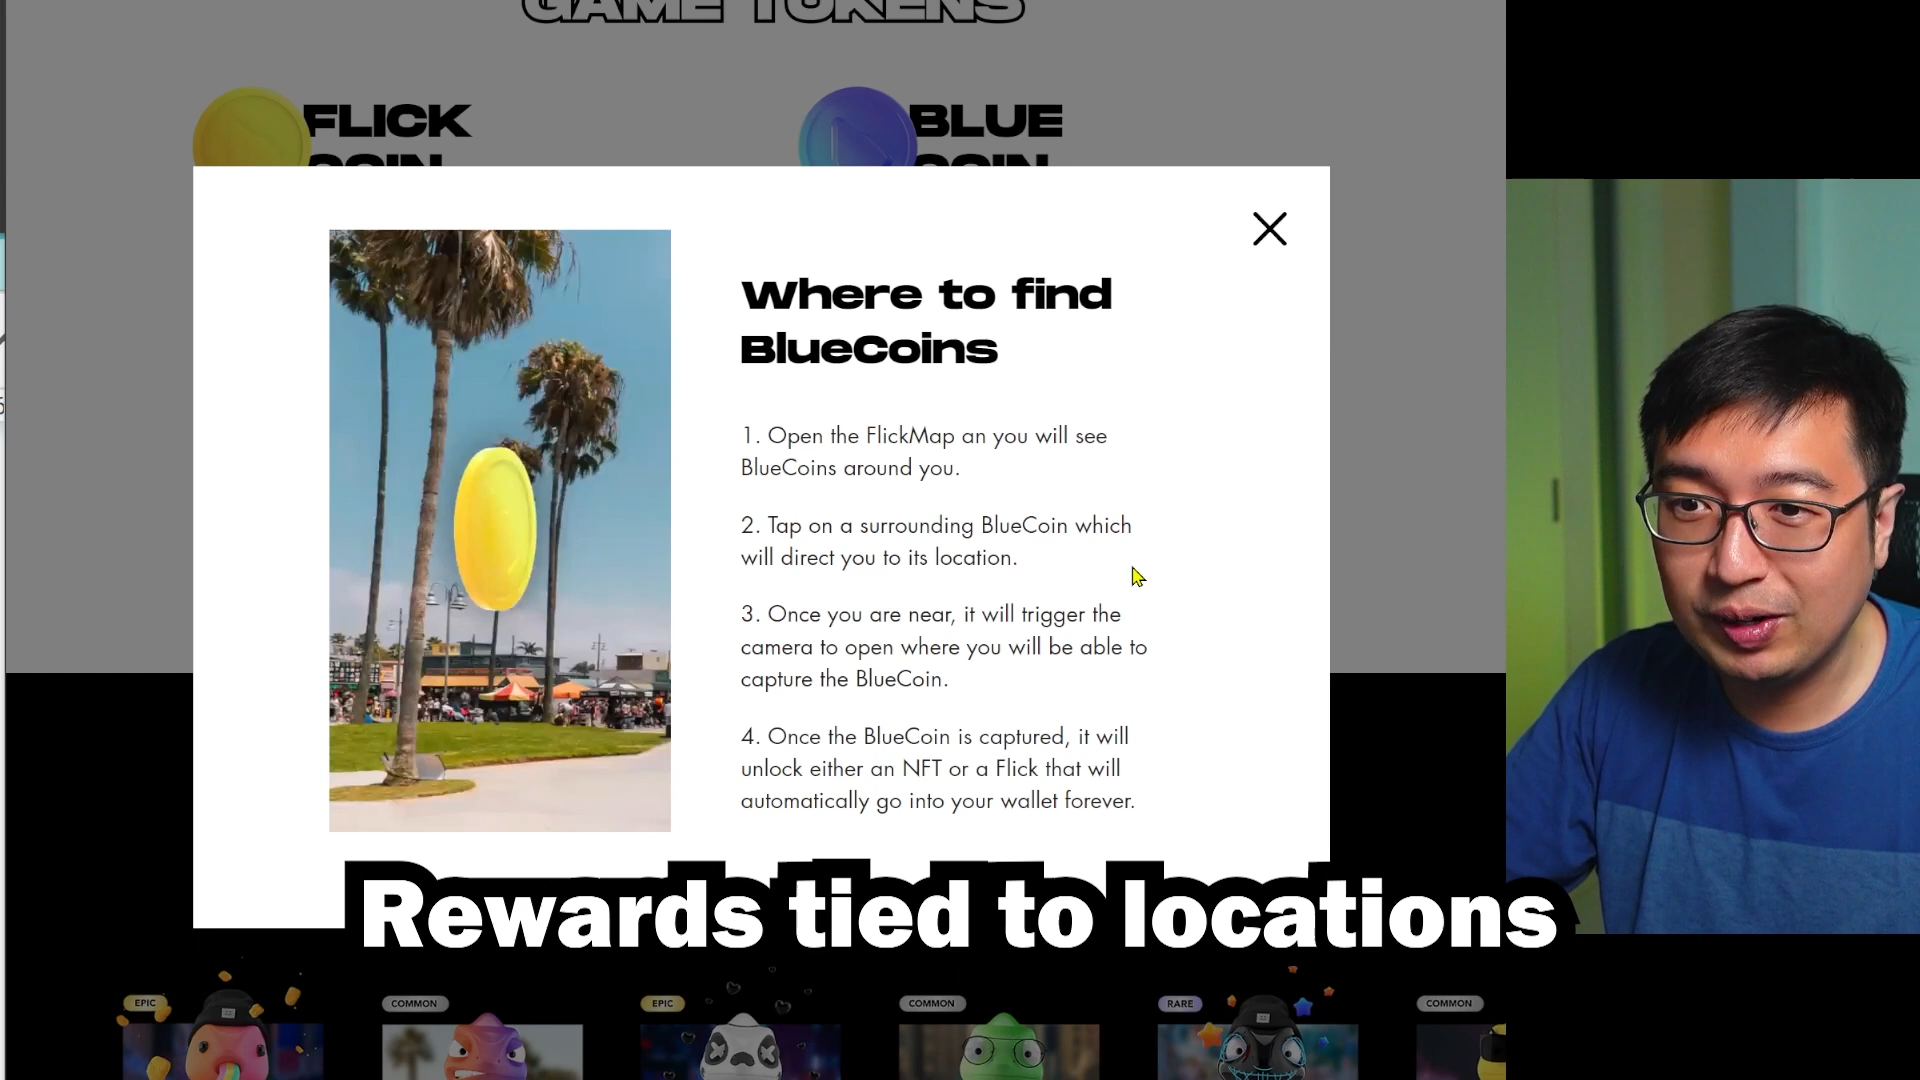 GAME TOKENS
FLICK
COIN
BLUE
COIN
Where to find
BlueCoins
1. Open the FlickMap an you will see
BlueCoins around you.
2. Tap on a surrounding BlueCoin which
will direct you to its location.
3. Once you are near, it will trigger the
camera to open where you will be able to
capture the BlueCoin.
4. Once the BlueCoin is captured, it will
unlock either an NFT or a Flick that will
automatically go into your wallet forever.
Rewards tied to locations
EPIC
COMMON
EPIC
COMMON
RARE
COMMON